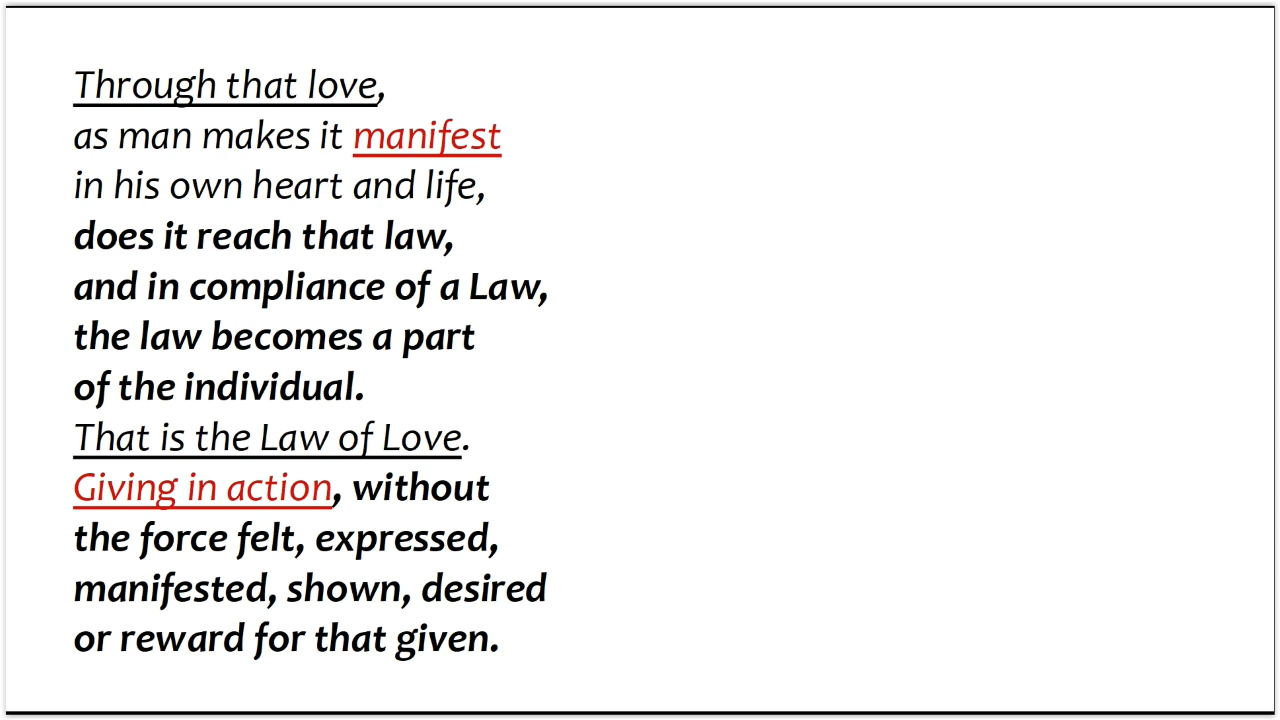 Through that love,
as man makes it manifest
in his own heart and life,
does it reach that law,
and in compliance of a Law,
the law becomes a part
of the individual.
That is the Law of Love.
Giving in action, without
the force felt, expressed,
manifested, shown, desired
or reward for that given.